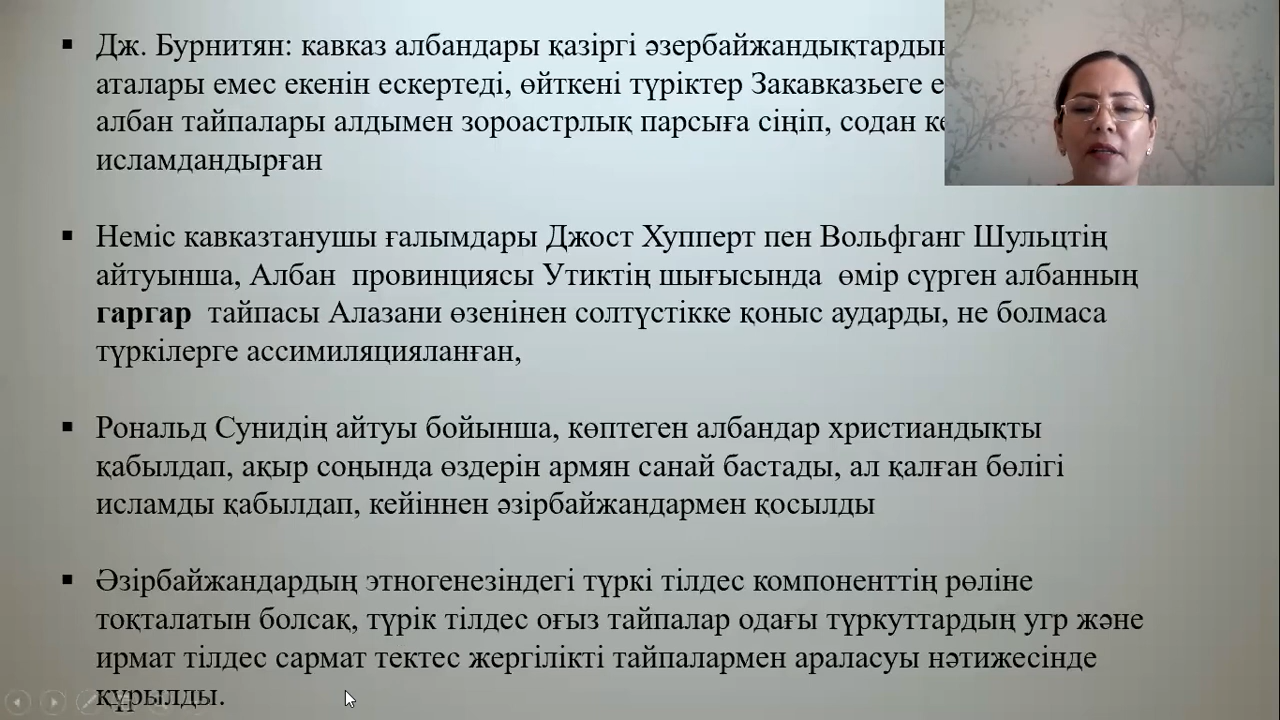 Дж. Бурнитян: кавказ албандары қазіргі әзербайжандықтардың
аталары емес екенін ескертеді, өйткені түріктер Закавказьеге
албан тайпалары алдымен зороастрлық парсыға сіңіп, содан
исламдандырған
Неміс кавказтанушы ғалымдары Джост Хупперт пен Вольфганг Шульцтің
айтуынша, Албан провинциясы Утиктің шығысында өмір сүрген албанның
гаргар тайпасы Алазани өзенінен солтүстікке қоныс аударды, не болмаса
түркілерге ассимиляцияланған,
Рональд Сунидің айтуы бойынша, көптеген албандар христиандықты
қабылдап, ақыр соңында өздерін армян санай бастады, ал қалған бөлігі
исламды қабылдап, кейіннен әзірбайжандармен қосылды
Әзірбайжандардың этногенезіндегі түркі тілдес компоненттің рөліне
тоқталатын болсақ, түрік тілдес оғыз тайпалар одағы түркуттардың угр және
ирмат тілдес сармат тектес жергілікті тайпалармен араласуы нәтижесінде
құрылды.